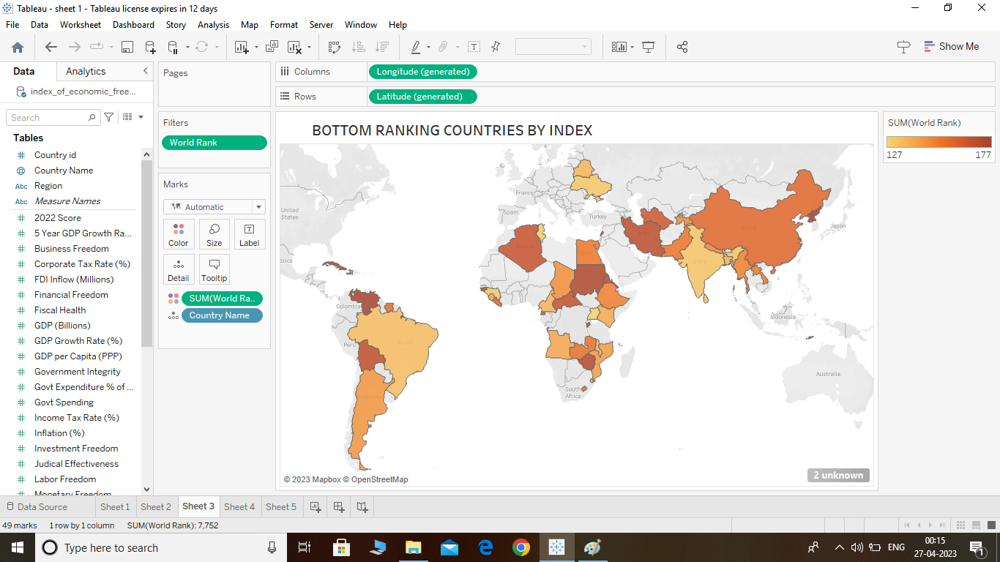 Tableau - sheet 1 - Tableau license expires in 12 days
File Data Worksheet Dashboard Story Analysis Map Format Server Window Help
Show Me
Data Analytics
index_of_economic_free...
Search
Tables
Country id
Country Name
Abc Region
Abc Measure Names
2022 Score
5 Year GDP Growth Ra...
Business Freedom
Corporate Tax Rate (%)
FDI Inflow (Millions)
Financial Freedom
Fiscal Health
GDP (Billions)
GDP Growth Rate (%)
GDP per Capita (PPP)
Government Integrity
Govt Expenditure % of ...
Govt Spending
Income Tax Rate (%)
Inflation (%)
Investment Freedom
Judical Effectiveness
Labor Freedom
Monetary Freedom
Pages
Filters
World Rank
Marks
Automatic
Color Size Label
Detail Tooltip
SUM(World Ra..
Country Name
Columns Longitude (generated)
Rows Latitude (generated)
BOTTOM RANKING COUNTRIES BY INDEX
United
States
France
Spain
Turkey
China
Japan
Algeria
Egypt
Iran
India
Colombia
Peru
Brazil
Indonesia
Australia
South
Africa
© 2023 Mapbox © OpenStreetMap
2 unknown
SUM(World Rank)
127 177
Data Source Sheet 1 Sheet 2 Sheet 3 Sheet 4 Sheet 5
49 marks 1 row by 1 column SUM(World Rank): 7,752
Type here to search
ENG
00:15
27-04-2023
1